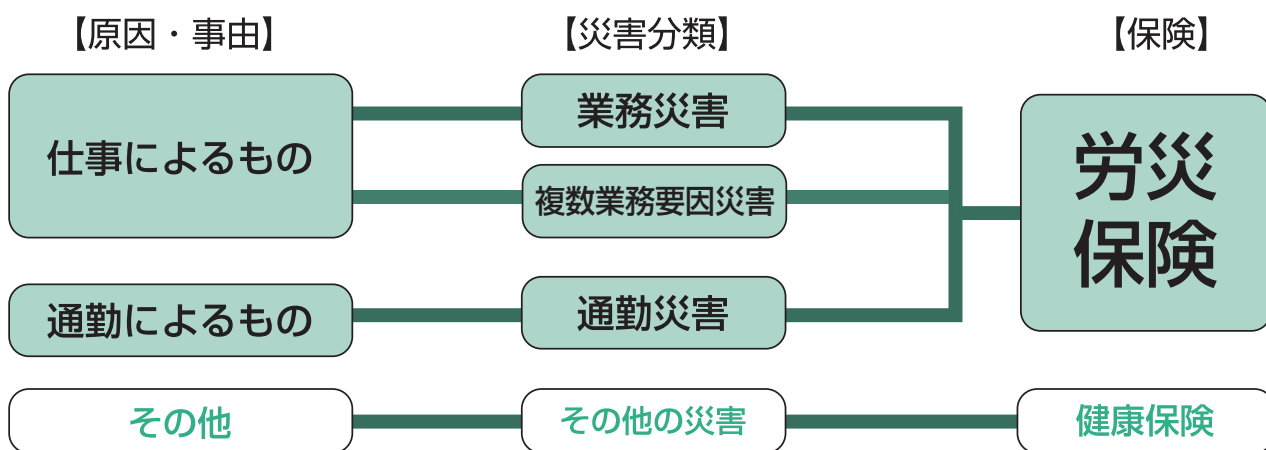 【原因・事由】
【災害分類】
【保険】
仕事によるもの
業務災害
複数業務要因災害
労災
保険
通勤によるもの
通勤災害
その他
その他の災害
健康保険